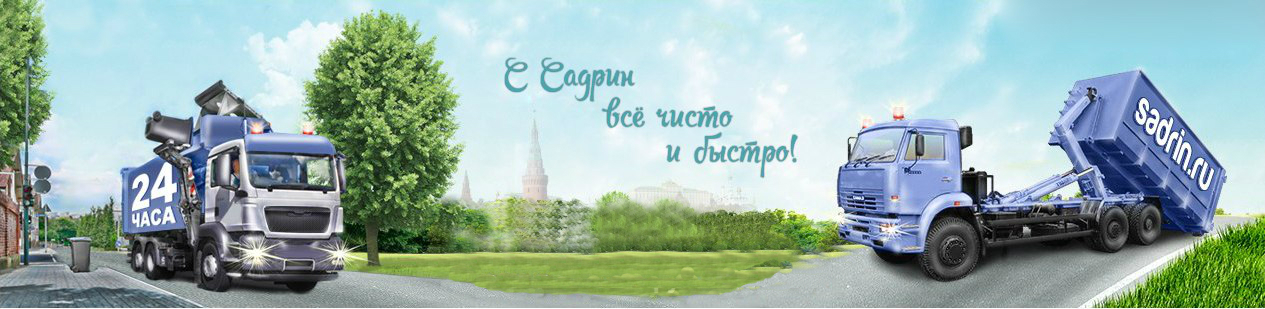 С Садрин
всё чисто
и быстро!
24
ЧАСА
sadrin.ru